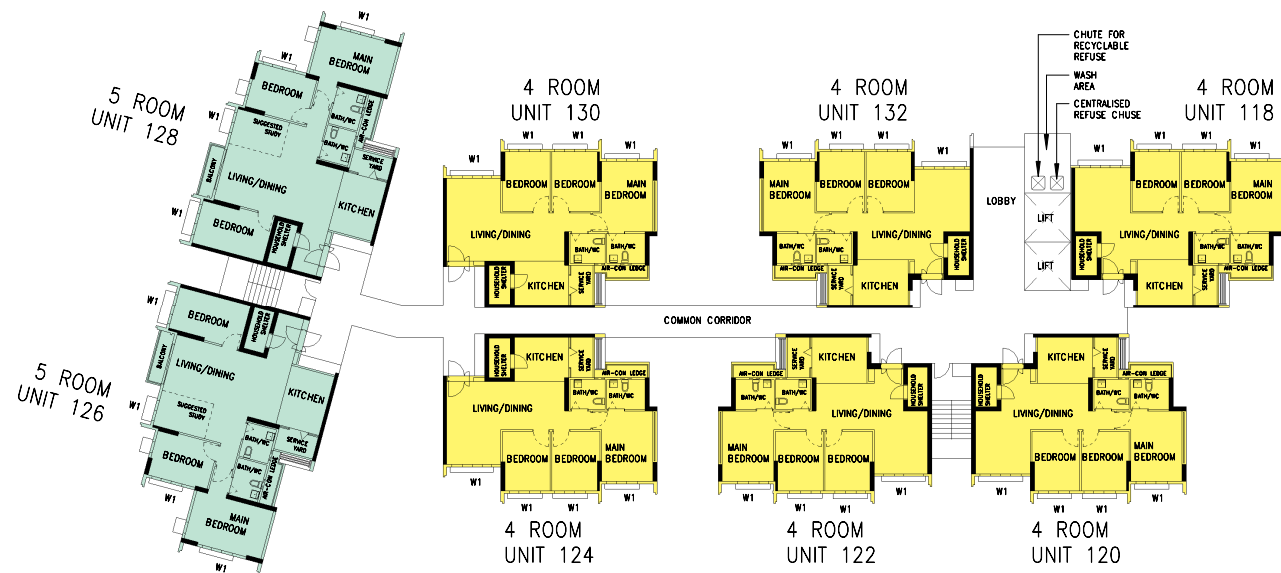 5 ROOM
UNIT 128
W1
MAIN
BEDROOM
W1
BEDROOM
BATH/WC
AIR-CON LEDGE
W1
SUGGESTED
STUDY
BATH/WC
SERVICE
YARD
BALCONY
LIVING/DINING
KITCHEN
W1
BEDROOM
HOUSEHOLD
SHELTER
5 ROOM
UNIT 126
W1
BEDROOM
HOUSEHOLD
SHELTER
BALCONY
LIVING/DINING
KITCHEN
W1
SUGGESTED
STUDY
BATH/WC
SERVICE
YARD
BEDROOM
BATH/WC
AIR-CON LEDGE
W1
MAIN
BEDROOM
W1
4 ROOM
UNIT 130
W1
W1
W1
W1
BEDROOM
BEDROOM
MAIN
BEDROOM
LIVING/DINING
BATH/WC
BATH/WC
AIR-CON LEDGE
HOUSEHOLD
SHELTER
KITCHEN
SERVICE
YARD
4 ROOM
UNIT 132
W1
W1
W1
W1
MAIN
BEDROOM
BEDROOM
BEDROOM
LIVING/DINING
BATH/WC
BATH/WC
AIR-CON LEDGE
HOUSEHOLD
SHELTER
SERVICE
YARD
KITCHEN
CHUTE FOR
RECYCLABLE
REFUSE
WASH
AREA
CENTRALISED
REFUSE CHUSE
LOBBY
LIFT
LIFT
4 ROOM
UNIT 118
W1
W1
W1
W1
BEDROOM
BEDROOM
MAIN
BEDROOM
LIVING/DINING
BATH/WC
BATH/WC
AIR-CON LEDGE
HOUSEHOLD
SHELTER
KITCHEN
SERVICE
YARD
COMMON CORRIDOR
HOUSEHOLD
SHELTER
KITCHEN
SERVICE
YARD
AIR-CON LEDGE
BATH/WC
BATH/WC
LIVING/DINING
BEDROOM
BEDROOM
MAIN
BEDROOM
W1
W1
W1
W1
4 ROOM
UNIT 124
SERVICE
YARD
KITCHEN
AIR-CON LEDGE
HOUSEHOLD
SHELTER
BATH/WC
BATH/WC
LIVING/DINING
MAIN
BEDROOM
BEDROOM
BEDROOM
W1
W1
W1
W1
4 ROOM
UNIT 122
KITCHEN
SERVICE
YARD
AIR-CON LEDGE
HOUSEHOLD
SHELTER
BATH/WC
BATH/WC
LIVING/DINING
BEDROOM
BEDROOM
MAIN
BEDROOM
W1
W1
W1
W1
4 ROOM
UNIT 120